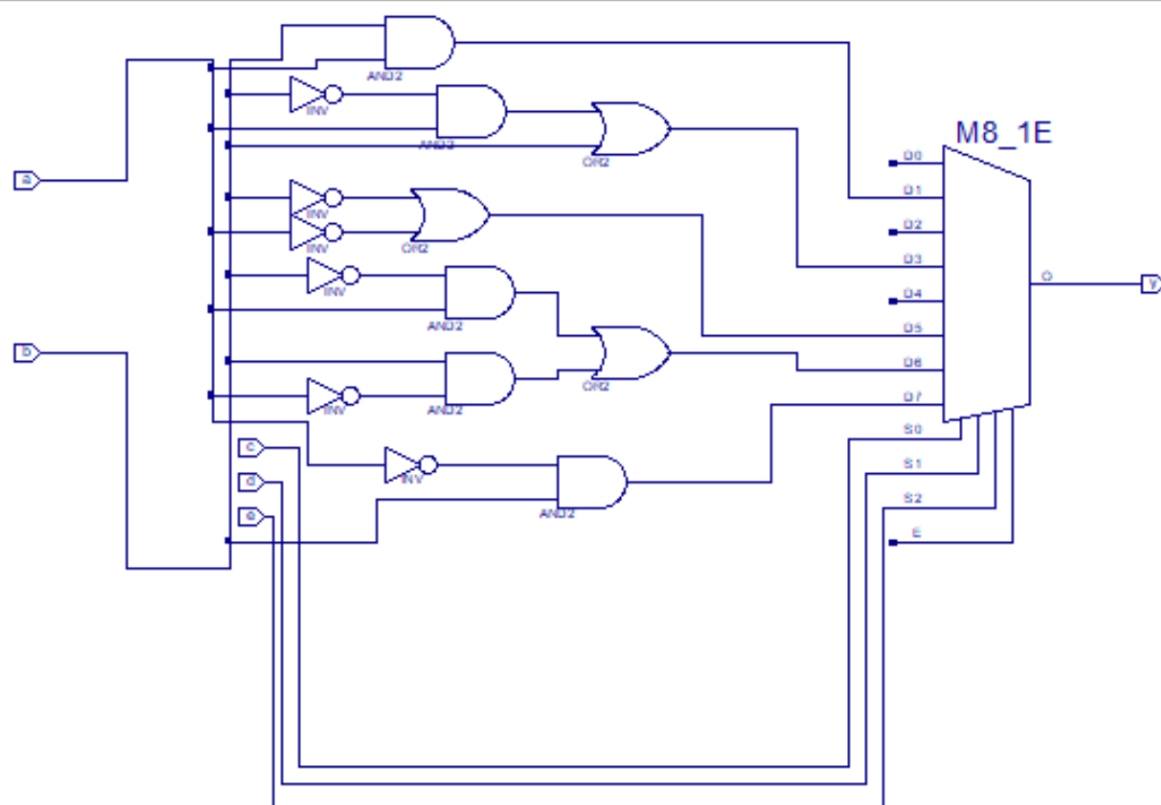 AND2
INV
AND2
M8_1E
OR2
D0
a
D1
INV
D2
INV
OR2
D3
INV
O
y
D4
AND2
D5
b
OR2
D6
INV
AND2
D7
S0
c
INV
S1
d
AND2
S2
e
E